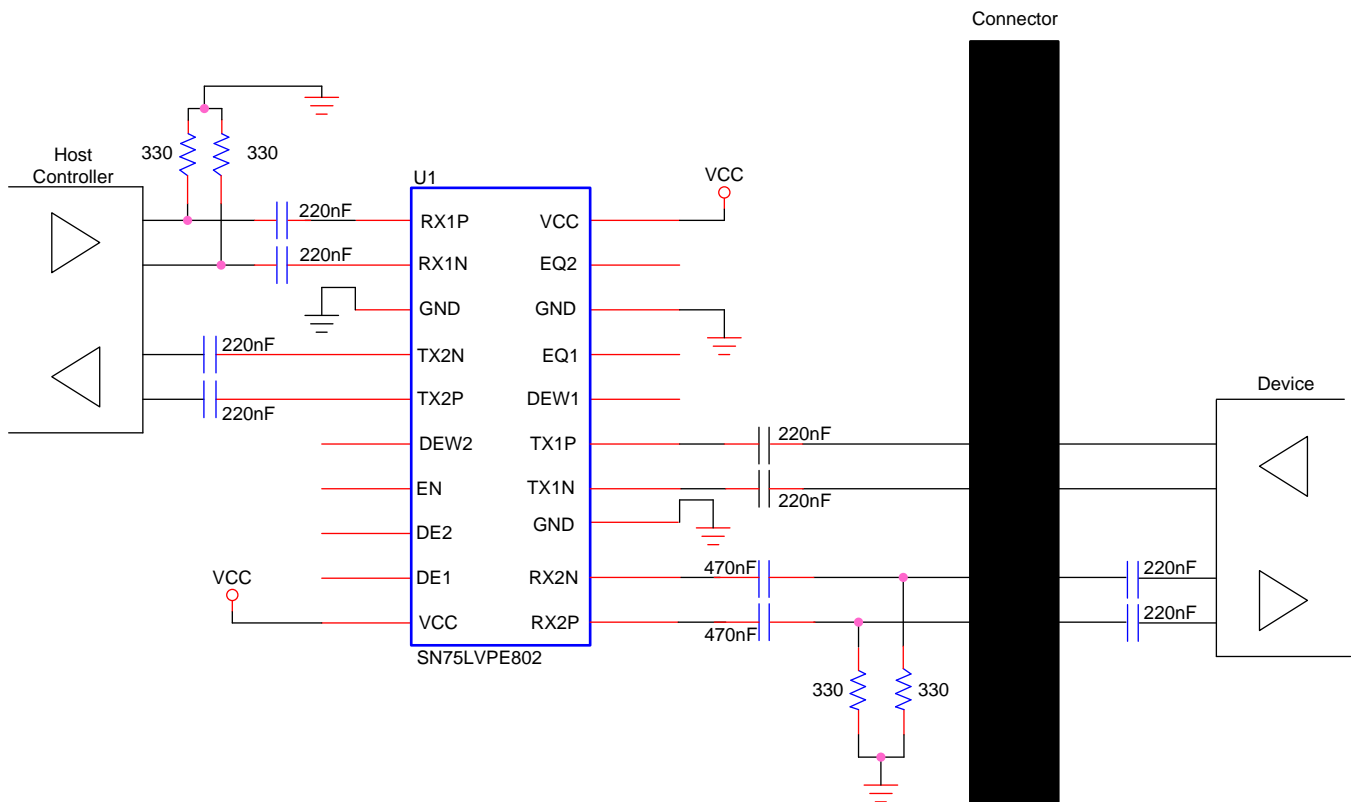 Connector
330
330
Host
Controller
U1
VCC
220nF
RX1P
VCC
220nF
RX1N
EQ2
GND
GND
220nF
TX2N
EQ1
220nF
TX2P
DEW1
Device
DEW2
TX1P
220nF
EN
TX1N
220nF
DE2
GND
VCC
DE1
RX2N
470nF
220nF
VCC
RX2P
470nF
220nF
SN75LVPE802
330
330